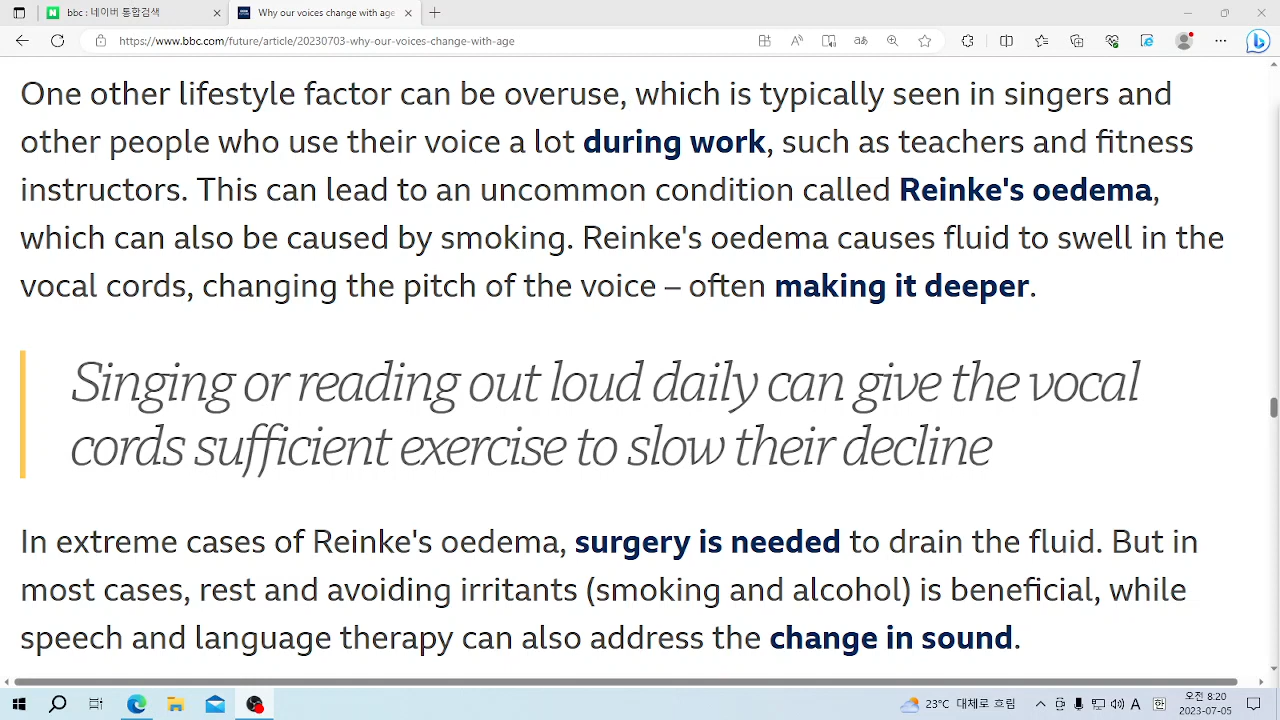 bbc : 네이버 통합검색
Why our voices change with age
https://www.bbc.com/future/article/20230703-why-our-voices-change-with-age
One other lifestyle factor can be overuse, which is typically seen in singers and
other people who use their voice a lot during work, such as teachers and fitness
instructors. This can lead to an uncommon condition called Reinke's oedema,
which can also be caused by smoking. Reinke's oedema causes fluid to swell in the
vocal cords, changing the pitch of the voice – often making it deeper.
Singing or reading out loud daily can give the vocal
cords sufficient exercise to slow their decline
In extreme cases of Reinke's oedema, surgery is needed to drain the fluid. But in
most cases, rest and avoiding irritants (smoking and alcohol) is beneficial, while
speech and language therapy can also address the change in sound.
23°C 대체로 흐림
A
오전 8:20
2023-07-05